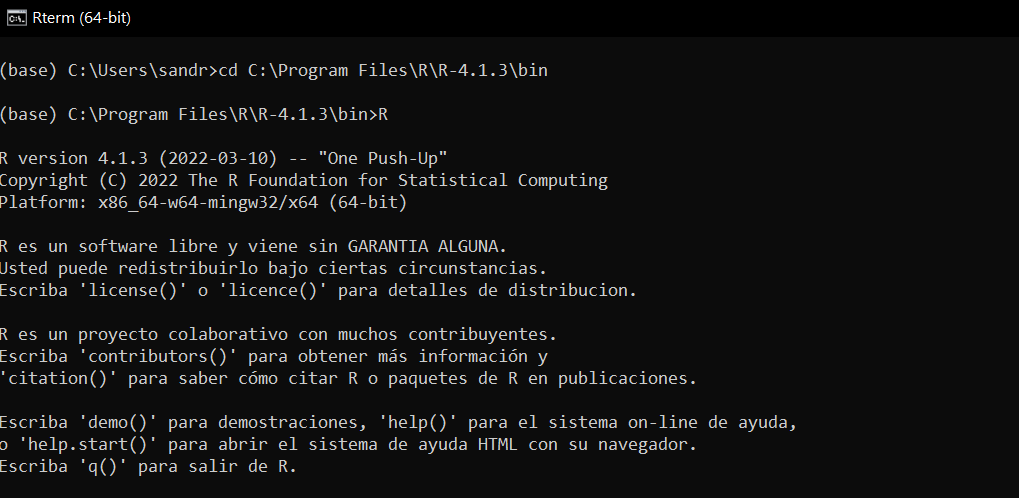 Rterm (64-bit)
(base) C:\Users\sandr>cd C:\Program Files\R\R-4.1.3\bin
(base) C:\Program Files\R\R-4.1.3\bin>R
R version 4.1.3 (2022-03-10) -- "One Push-Up"
Copyright (C) 2022 The R Foundation for Statistical Computing
Platform: x86_64-w64-mingw32/x64 (64-bit)
R es un software libre y viene sin GARANTIA ALGUNA.
Usted puede redistribuirlo bajo ciertas circunstancias.
Escriba 'license()' o 'licence()' para detalles de distribucion.
R es un proyecto colaborativo con muchos contribuyentes.
Escriba 'contributors()' para obtener más información y
'citation()' para saber cómo citar R o paquetes de R en publicaciones.
Escriba 'demo()' para demostraciones, 'help()' para el sistema on-line de ayuda,
o 'help.start()' para abrir el sistema de ayuda HTML con su navegador.
Escriba 'q()' para salir de R.